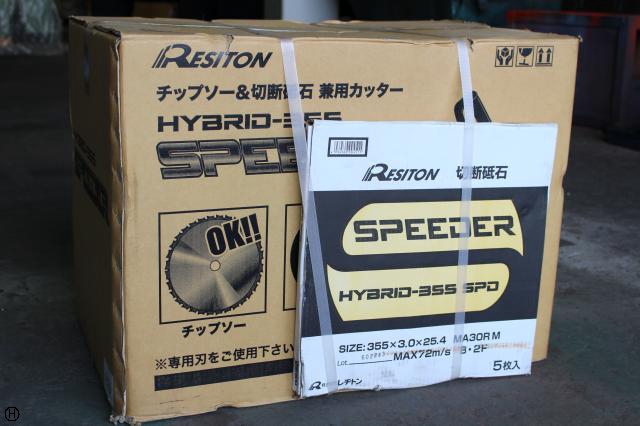 RESITON
チップソー&切断砥石 兼用カッター
HYBRID-355
SPEEDER
OK!!
チップソー
※専用刃をご使用下さい
RESITON 切断砥石
SPEEDER
HYBRID-355 SPD
SIZE: 355×3.0×25.4 MA30R M
Lot.
MAX72m/s B・2F
5枚入
レヂトン
H